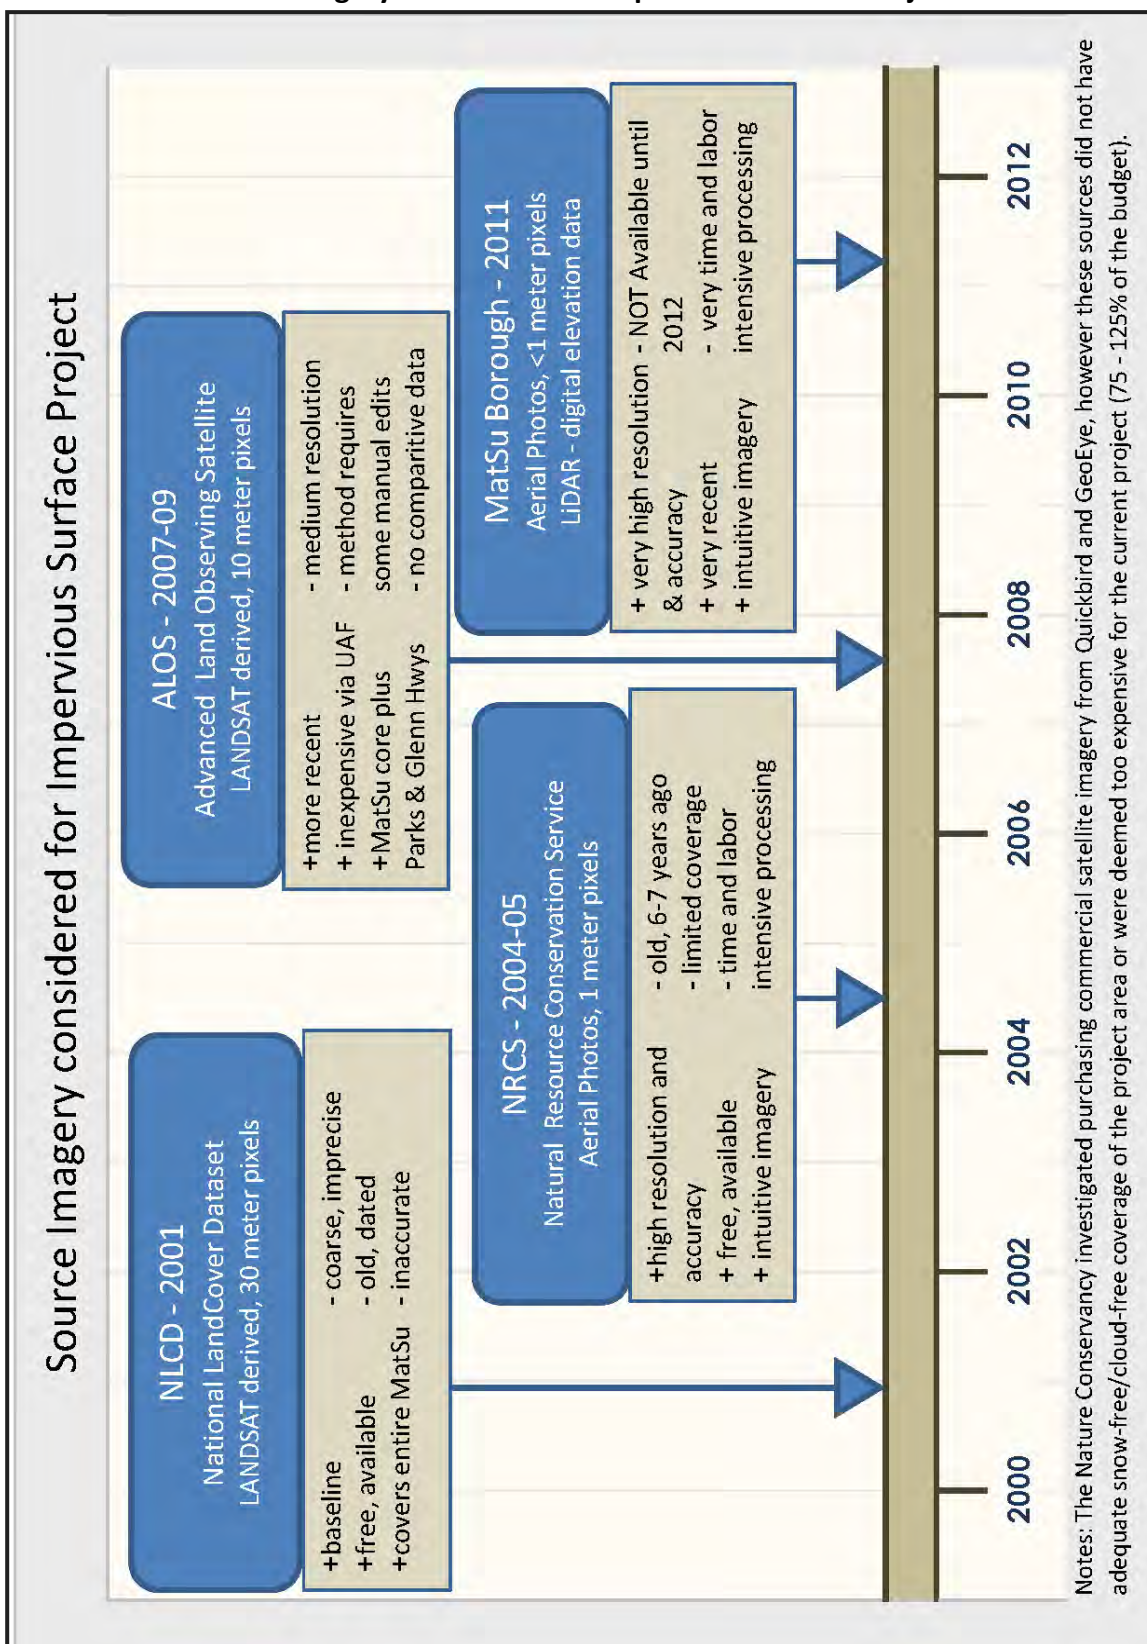 Source Imagery considered for Impervious Surface Project
NLCD - 2001
National LandCover Dataset
LANDSAT derived, 30 meter pixels
+baseline
+free, available
+covers entire MatSu
- coarse, imprecise
- old, dated
- inaccurate
NRCS - 2004-05
Natural Resource Conservation Service
Aerial Photos, 1 meter pixels
+high resolution and
accuracy
+ free, available
+ intuitive imagery
- old, 6-7 years ago
- limited coverage
- time and labor
intensive processing
ALOS - 2007-09
Advanced Land Observing Satellite
LANDSAT derived, 10 meter pixels
+more recent
+ inexpensive via UAF
+MatSu core plus
Parks & Glenn Hwys
- medium resolution
- method requires
some manual edits
- no comparitive data
MatSu Borough - 2011
Aerial Photos, <1 meter pixels
LiDAR - digital elevation data
+ very high resolution
& accuracy
+ very recent
+ intuitive imagery
- NOT Available until
2012
- very time and labor
intensive processing
2000
2002
2004
2006
2008
2010
2012
Notes: The Nature Conservancy investigated purchasing commercial satellite imagery from Quickbird and GeoEye, however these sources did not have
adequate snow-free/cloud-free coverage of the project area or were deemed too expensive for the current project (75 - 125% of the budget).